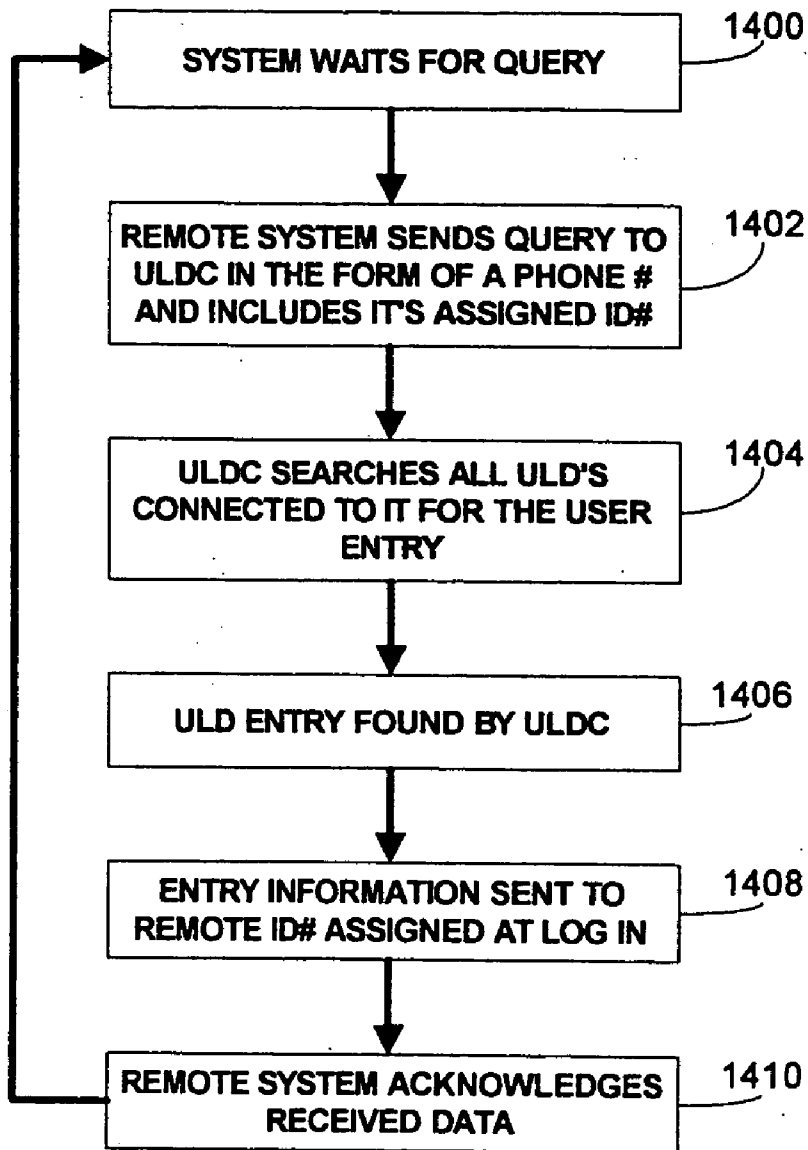 1400
SYSTEM WAITS FOR QUERY
1402
REMOTE SYSTEM SENDS QUERY TO
ULDC IN THE FORM OF A PHONE #
AND INCLUDES IT'S ASSIGNED ID#
1404
ULDC SEARCHES ALL ULD'S
CONNECTED TO IT FOR THE USER
ENTRY
1406
ULD ENTRY FOUND BY ULDC
1408
ENTRY INFORMATION SENT TO
REMOTE ID# ASSIGNED AT LOG IN
1410
REMOTE SYSTEM ACKNOWLEDGES
RECEIVED DATA